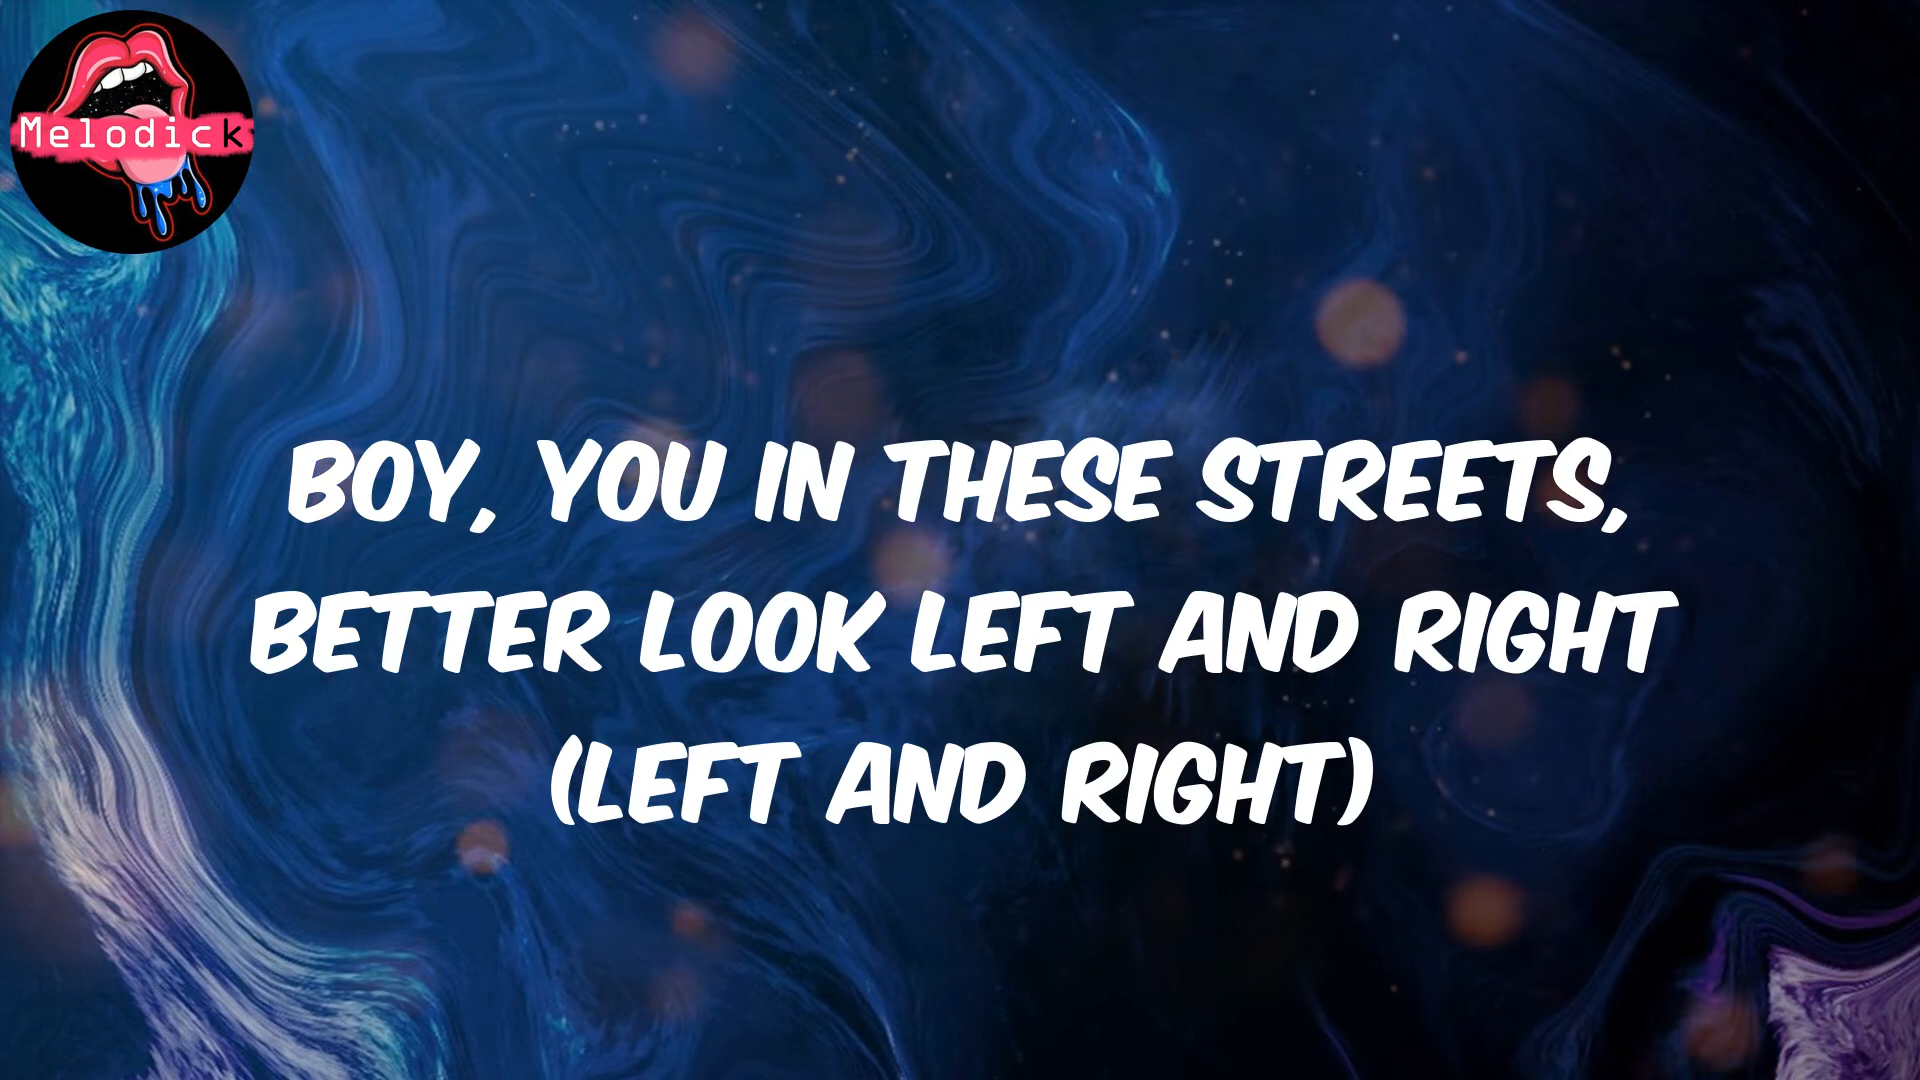 Melodick
BOY, YOU IN THESE STREETS,
BETTER LOOK LEFT AND RIGHT
(LEFT AND RIGHT)